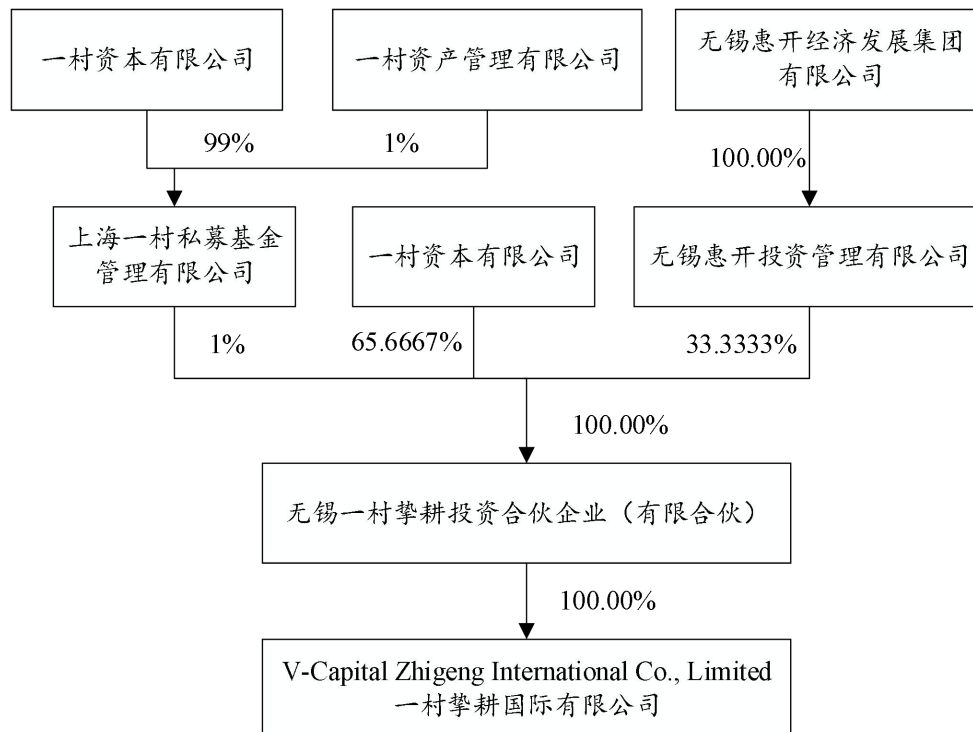 一村资本有限公司
一村资产管理有限公司
无锡惠开经济发展集团
有限公司
99%
1%
100.00%
上海一村私募基金
管理有限公司
一村资本有限公司
无锡惠开投资管理有限公司
1%
65.6667%
33.3333%
100.00%
无锡一村挚耕投资合伙企业（有限合伙）
100.00%
V-Capital Zhigeng International Co., Limited
一村挚耕国际有限公司